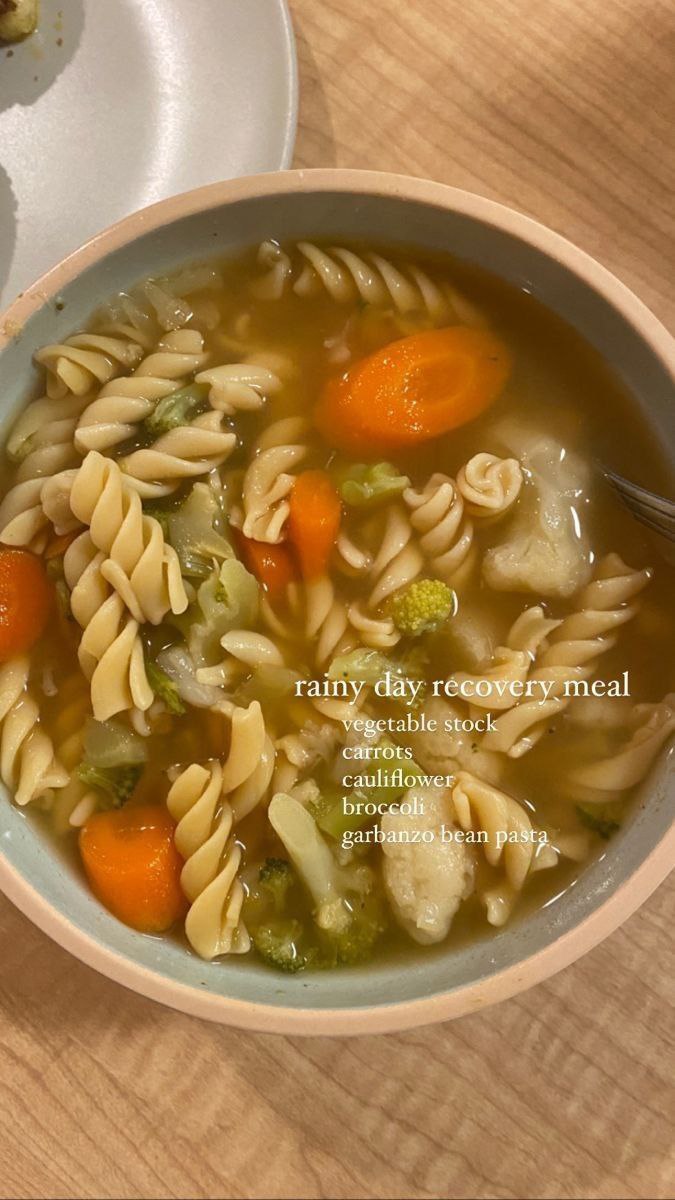 rainy day recovery meal
vegetable stock
carrots
cauliflower
broccoli
garbanzo bean pasta